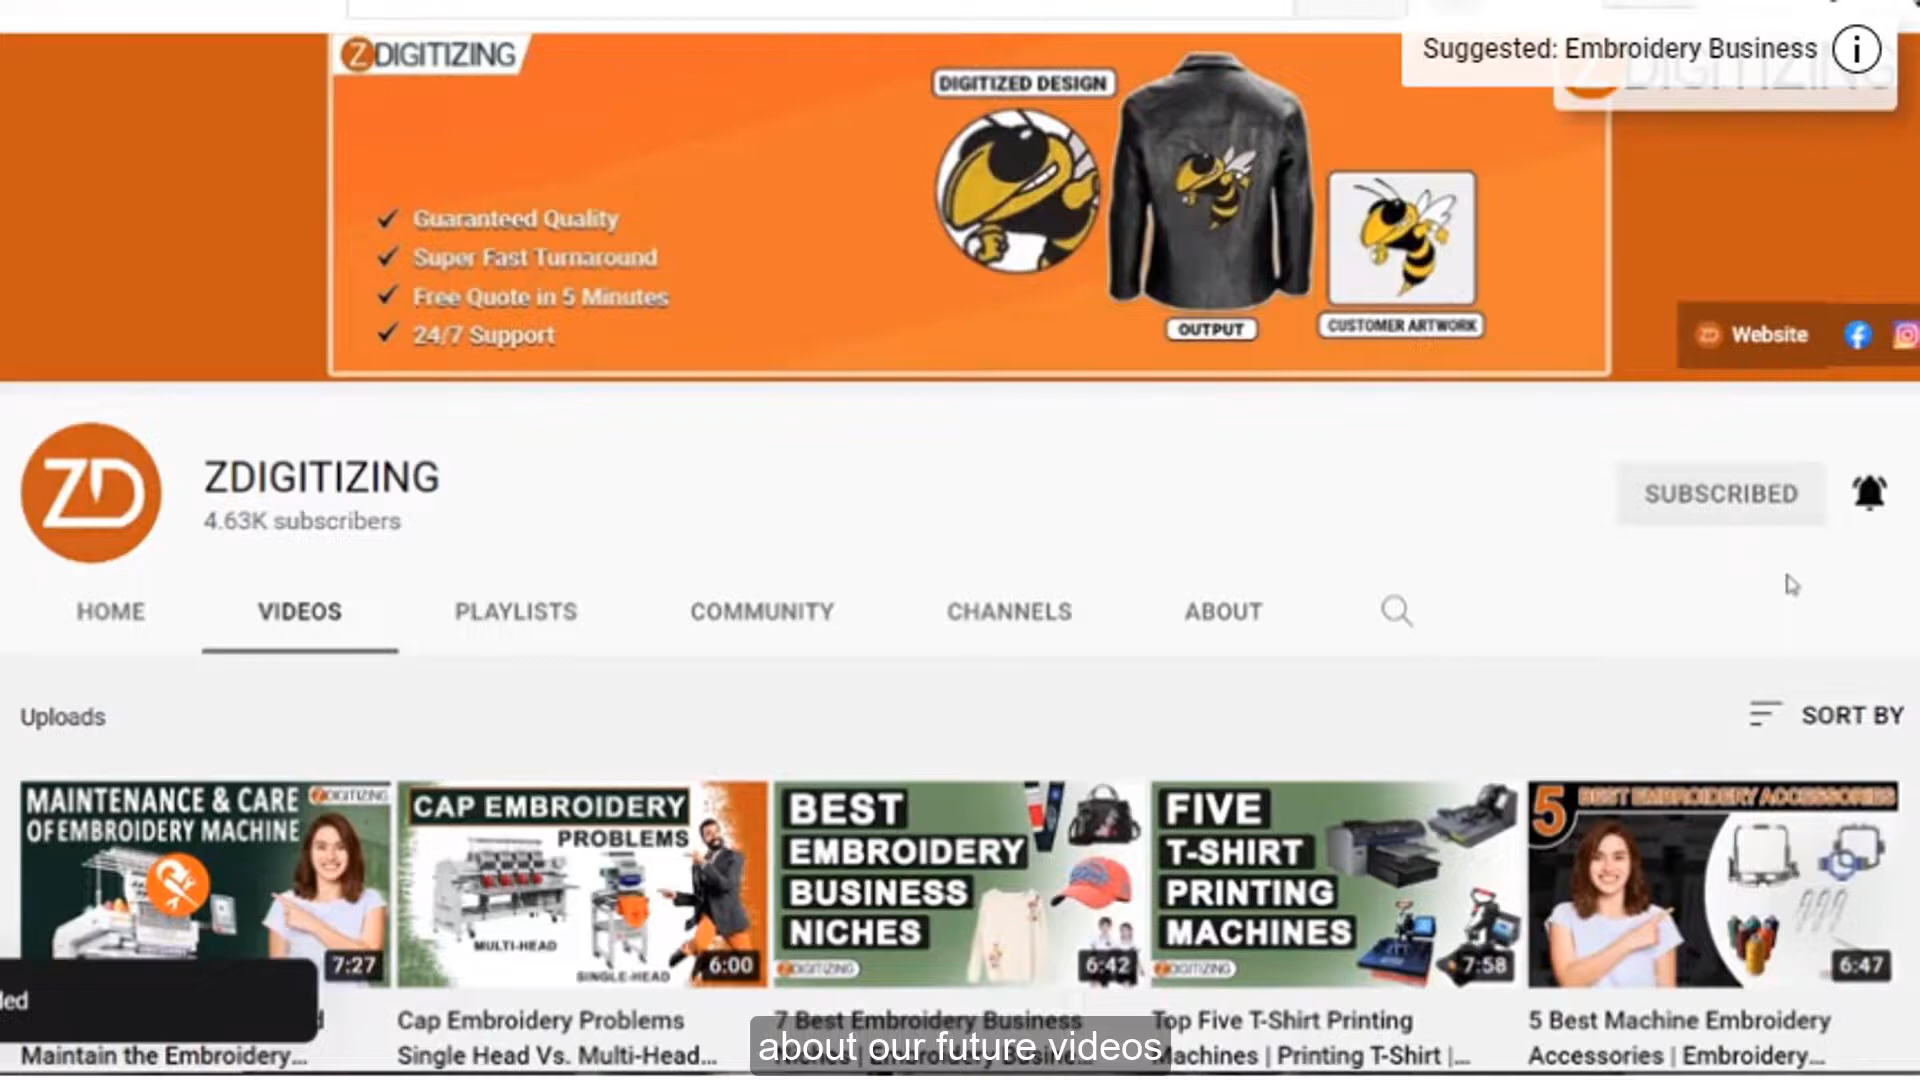 Suggested: Embroidery Business
ZDIGITIZING
DIGITIZED DESIGN
Guaranteed Quality
Super Fast Turnaround
Free Quote in 5 Minutes
24/7 Support
OUTPUT
CUSTOMER ARTWORK
ZD Website
ZD
ZDIGITIZING
4.63K subscribers
SUBSCRIBED
HOME VIDEOS PLAYLISTS COMMUNITY CHANNELS ABOUT
Uploads
SORT BY
MAINTENANCE & CARE
OF EMBROIDERY MACHINE
ZDIGITIZING
7:27
CAP EMBROIDERY
PROBLEMS
MULTI-HEAD
SINGLE-HEAD
6:00
BEST
EMBROIDERY
BUSINESS
NICHES
ZDIGITIZING
6:42
FIVE
T-SHIRT
PRINTING
MACHINES
ZDIGITIZING
7:58
5 BEST EMBROIDERY ACCESSORIES
6:47
Maintain the Embroidery...
Cap Embroidery Problems
Single Head Vs. Multi-Head...
7 Best Embroidery Business
Top Five T-Shirt Printing
Machines | Printing T-Shirt |...
5 Best Machine Embroidery
Accessories | Embroidery...
about our future videos